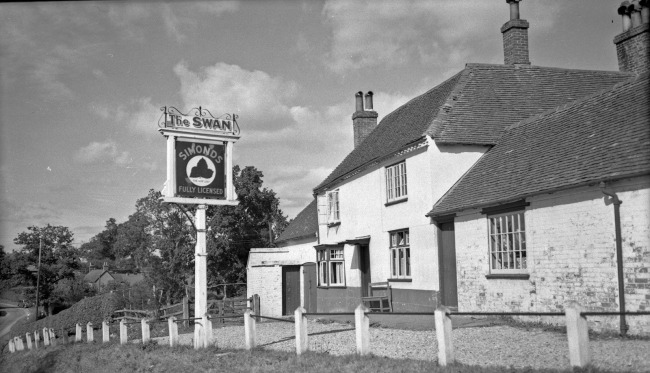 The SWAN
SIMONDS
FULLY LICENSED